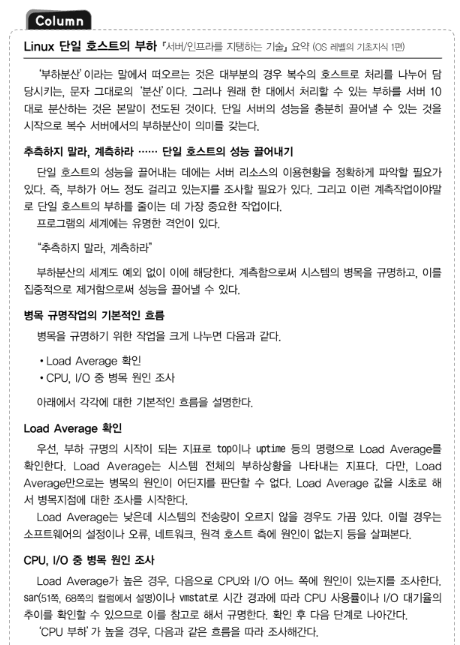 Column
Linux 단일 호스트의 부하 『서버/인프라를 지탱하는 기술』 요약 (OS 레벨의 기초지식 1편)
'부하분산'이라는 말에서 떠오르는 것은 대부분의 경우 복수의 호스트로 처리를 나누어 담
당시키는, 문자 그대로의 '분산'이다. 그러나 원래 한 대에서 처리할 수 있는 부하를 서버 10
대로 분산하는 것은 본말이 전도된 것이다. 단일 서버의 성능을 충분히 끌어낼 수 있는 것을
시작으로 복수 서버에서의 부하분산이 의미를 갖는다.
추측하지 말라, 계측하라 …… 단일 호스트의 성능 끌어내기
단일 호스트의 성능을 끌어내는 데에는 서버 리소스의 이용현황을 정확하게 파악할 필요가
있다. 즉, 부하가 어느 정도 걸리고 있는지를 조사할 필요가 있다. 그리고 이런 계측작업이야말
로 단일 호스트의 부하를 줄이는 데 가장 중요한 작업이다.
프로그램의 세계에는 유명한 격언이 있다.
"추측하지 말라, 계측하라"
부하분산의 세계도 예외 없이 이에 해당한다. 계측함으로써 시스템의 병목을 규명하고, 이를
집중적으로 제거함으로써 성능을 끌어낼 수 있다.
병목 규명작업의 기본적인 흐름
병목을 규명하기 위한 작업을 크게 나누면 다음과 같다.
• Load Average 확인
• CPU, I/O 중 병목 원인 조사
아래에서 각각에 대한 기본적인 흐름을 설명한다.
Load Average 확인
우선, 부하 규명의 시작이 되는 지표로 top이나 uptime 등의 명령으로 Load Average를
확인한다. Load Average는 시스템 전체의 부하상황을 나타내는 지표다. 다만, Load
Average만으로는 병목의 원인이 어딘지를 판단할 수 없다. Load Average 값을 시초로 해
서 병목지점에 대한 조사를 시작한다.
Load Average는 낮은데 시스템의 전송량이 오르지 않을 경우도 가끔 있다. 이럴 경우는
소프트웨어의 설정이나 오류, 네트워크, 원격 호스트 측에 원인이 없는지 등을 살펴본다.
CPU, I/O 중 병목 원인 조사
Load Average가 높은 경우, 다음으로 CPU와 I/O 어느 쪽에 원인이 있는지를 조사한다.
sar(51쪽, 68쪽의 컬럼에서 설명)이나 vmstat로 시간 경과에 따라 CPU 사용률이나 I/O 대기율의
추이를 확인할 수 있으므로 이를 참고로 해서 규명한다. 확인 후 다음 단계로 나아간다.
'CPU 부하'가 높을 경우, 다음과 같은 흐름을 따라 조사해간다.